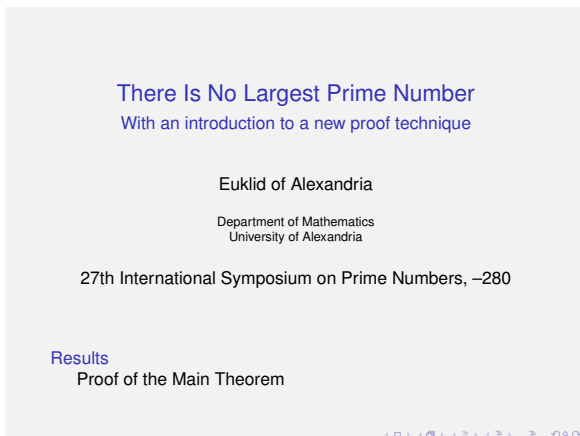 There Is No Largest Prime Number
With an introduction to a new proof technique
Euklid of Alexandria
Department of Mathematics
University of Alexandria
27th International Symposium on Prime Numbers, –280
Results
Proof of the Main Theorem